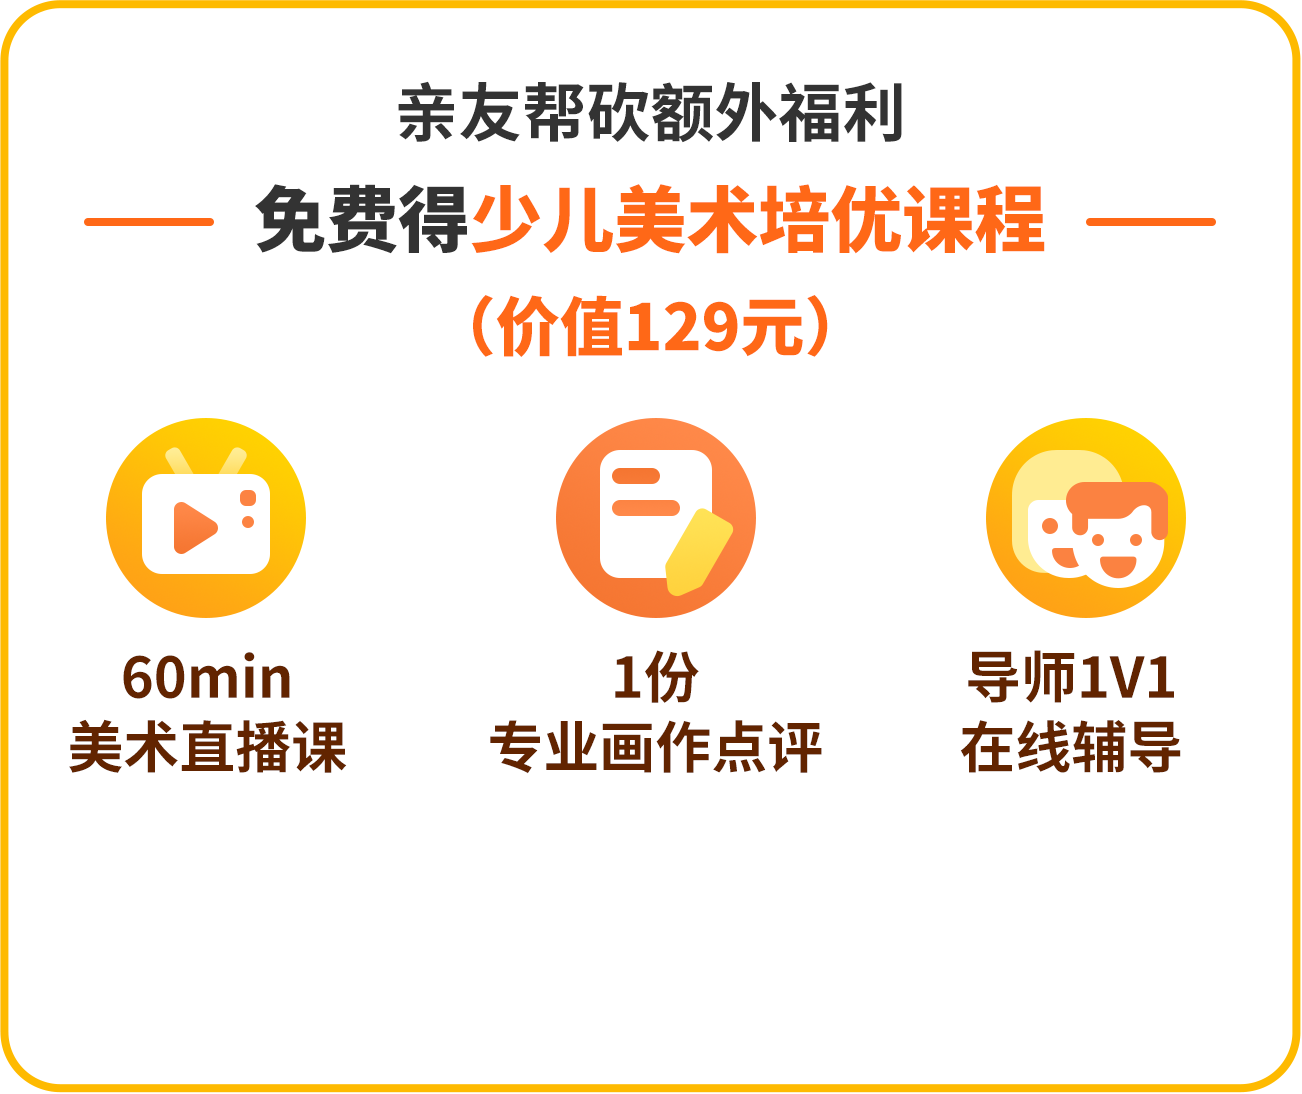 亲友帮砍额外福利
免费得少儿美术培优课程
（价值129元）
60min
美术直播课
1份
专业画作点评
导师1V1
在线辅导